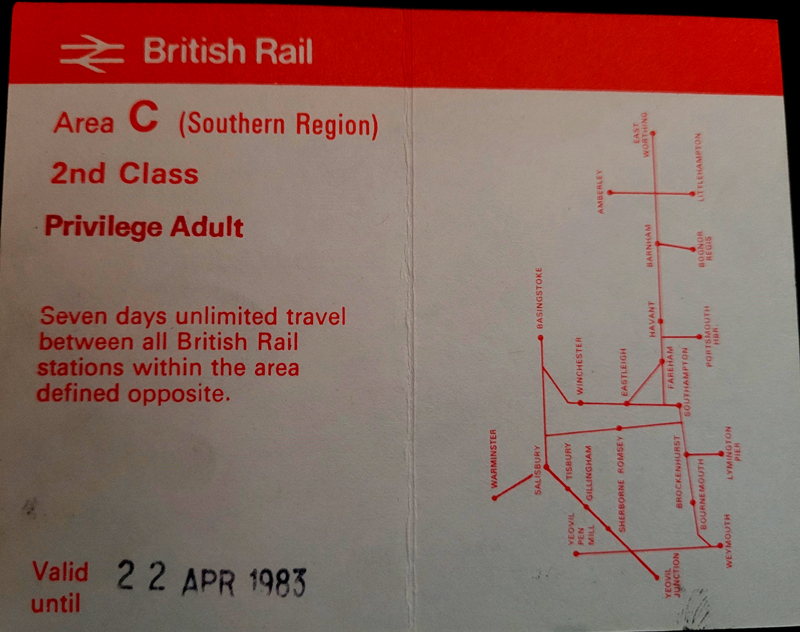 British Rail
Area C (Southern Region)
2nd Class
Privilege Adult
Seven days unlimited travel
between all British Rail
stations within the area
defined opposite.
Valid
until
22 APR 1983
EAST
WORTHING
AMBERLEY
LITTLEHAMPTON
BARNHAM
BOGNOR
REGIS
BASINGSTOKE
HAVANT
PORTSMOUTH
HBR.
WINCHESTER
EASTLEIGH
FAREHAM
SOUTHAMPTON
WARMINSTER
SALISBURY
TISBURY
GILLINGHAM
SHERBORNE
ROMSEY
BROCKENHURST
LYMINGTON
PIER
BOURNEMOUTH
YEOVIL
PEN
MILL
WEYMOUTH
YEOVIL
JUNCTION